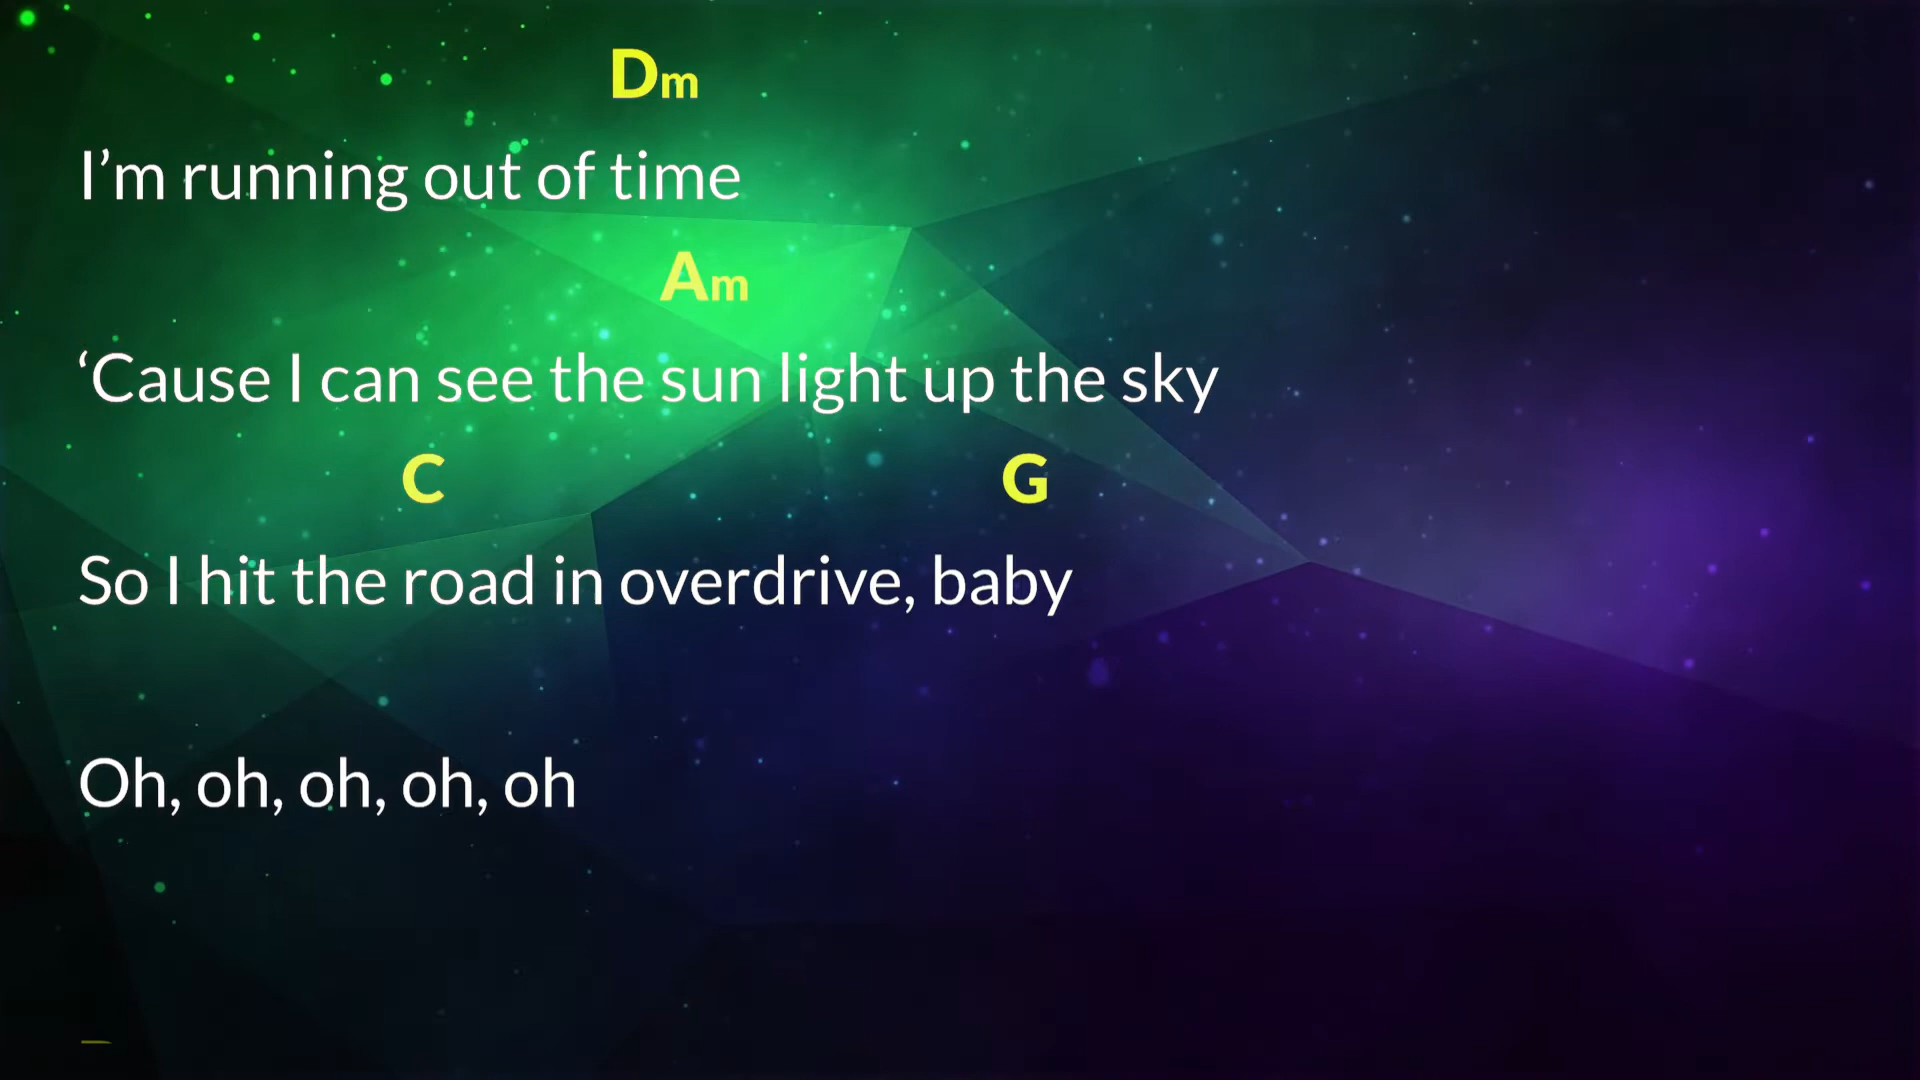 Dm
I’m running out of time
Am
‘Cause I can see the sun light up the sky
C G
So I hit the road in overdrive, baby
Oh, oh, oh, oh, oh